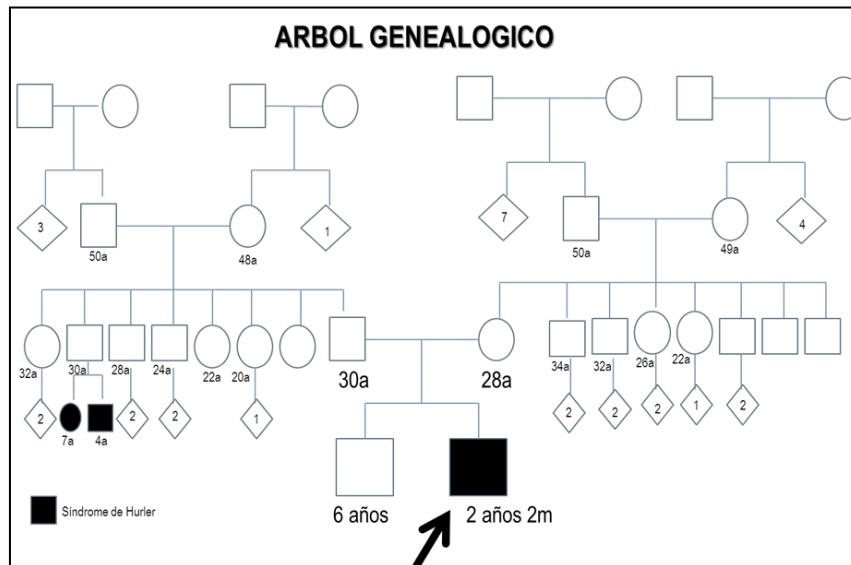 ARBOL GENEALOGICO
3
50a
48a
1
7
50a
49a
4
32a
30a
28a
24a
22a
20a
30a
28a
34a
32a
26a
22a
2
7a
4a
2
2
1
2
2
2
1
2
6 años
2 años 2m
Síndrome de Hurler